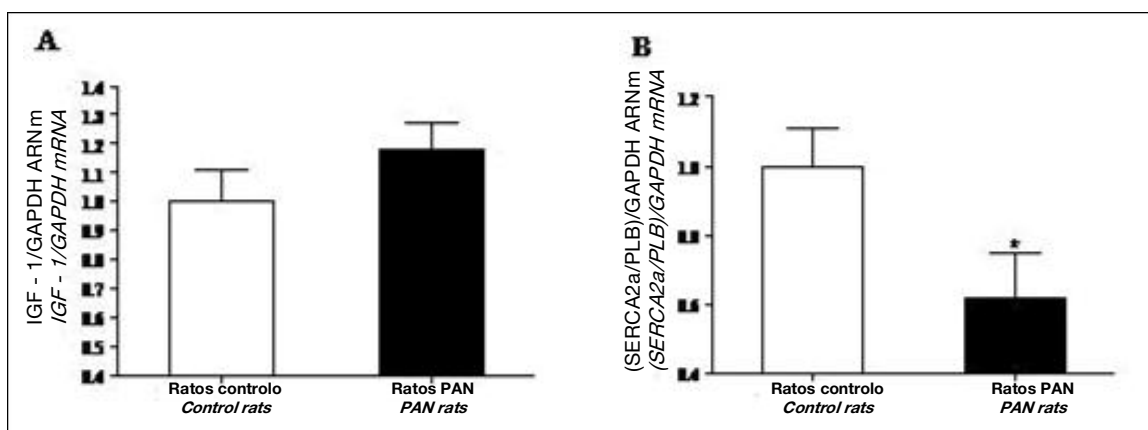 A
IGF - 1/GAPDH ARNm
IGF - 1/GAPDH mRNA
1.4
1.3
1.2
1.1
1.0
0.9
0.8
0.7
0.6
0.5
0.4
Ratos controlo
Control rats
Ratos PAN
PAN rats
B
(SERCA2a/PLB)/GAPDH ARNm
(SERCA2a/PLB)/GAPDH mRNA
1.2
1.0
0.8
0.6
0.4
*
Ratos controlo
Control rats
Ratos PAN
PAN rats